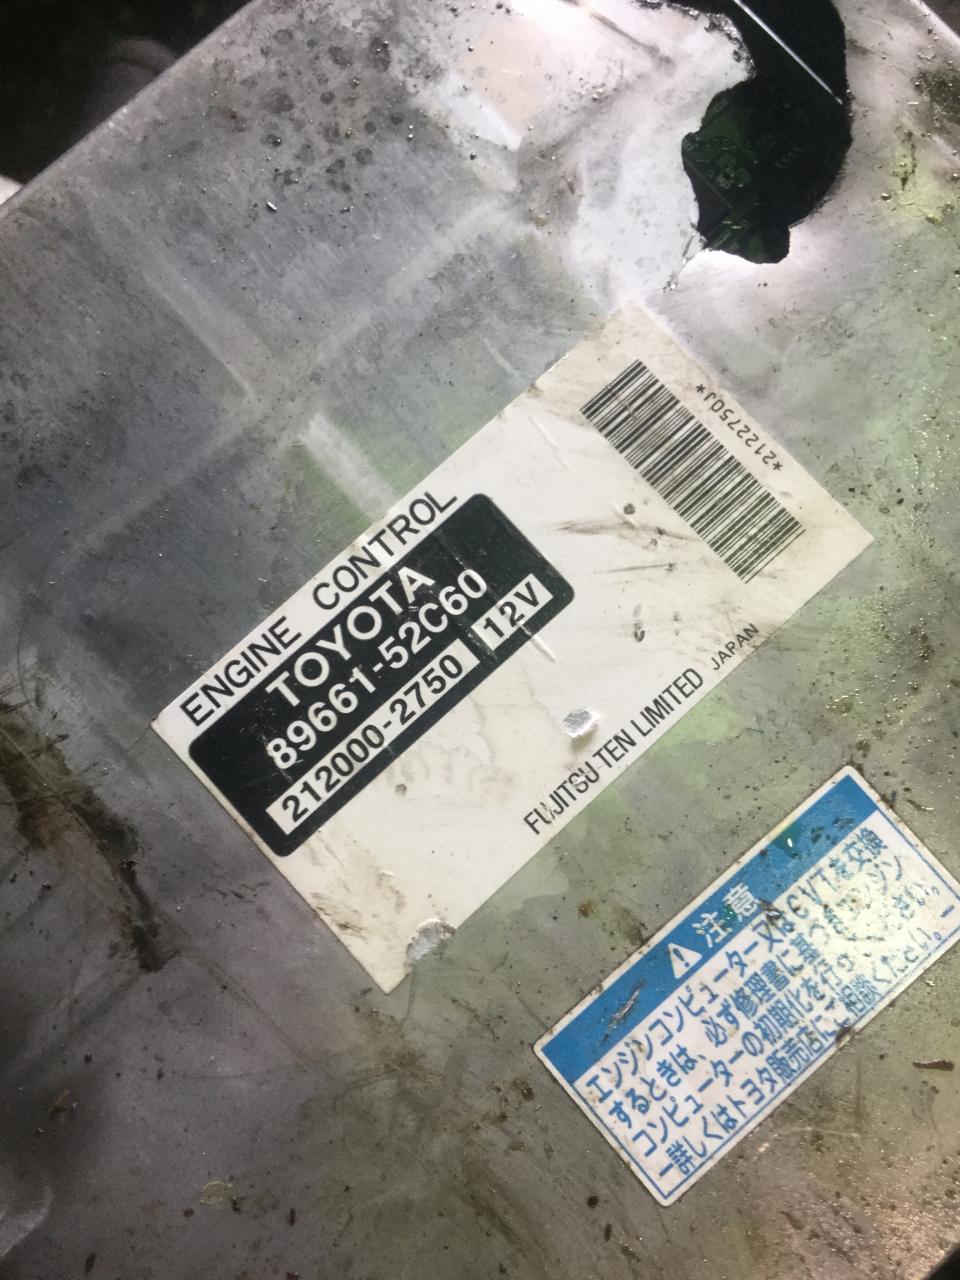 ENGINE CONTROL
TOYOTA
89661-52C60
212000-2750
12V
*21222750J*
FUJITSU TEN LIMITED JAPAN
⚠注意
エンジンコンピューター又はCVTを交換
するときは、必ず修理書に基づきエンジン
コンピューターの初期化を行なってください。
ー詳しくはトヨタ販売店にご相談ください。ー